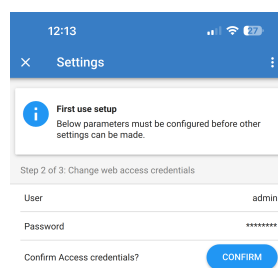 12:13
27
Settings
First use setup
Below parameters must be configured before other
settings can be made.
Step 2 of 3: Change web access credentials
User admin
Password ********
Confirm Access credentials? CONFIRM